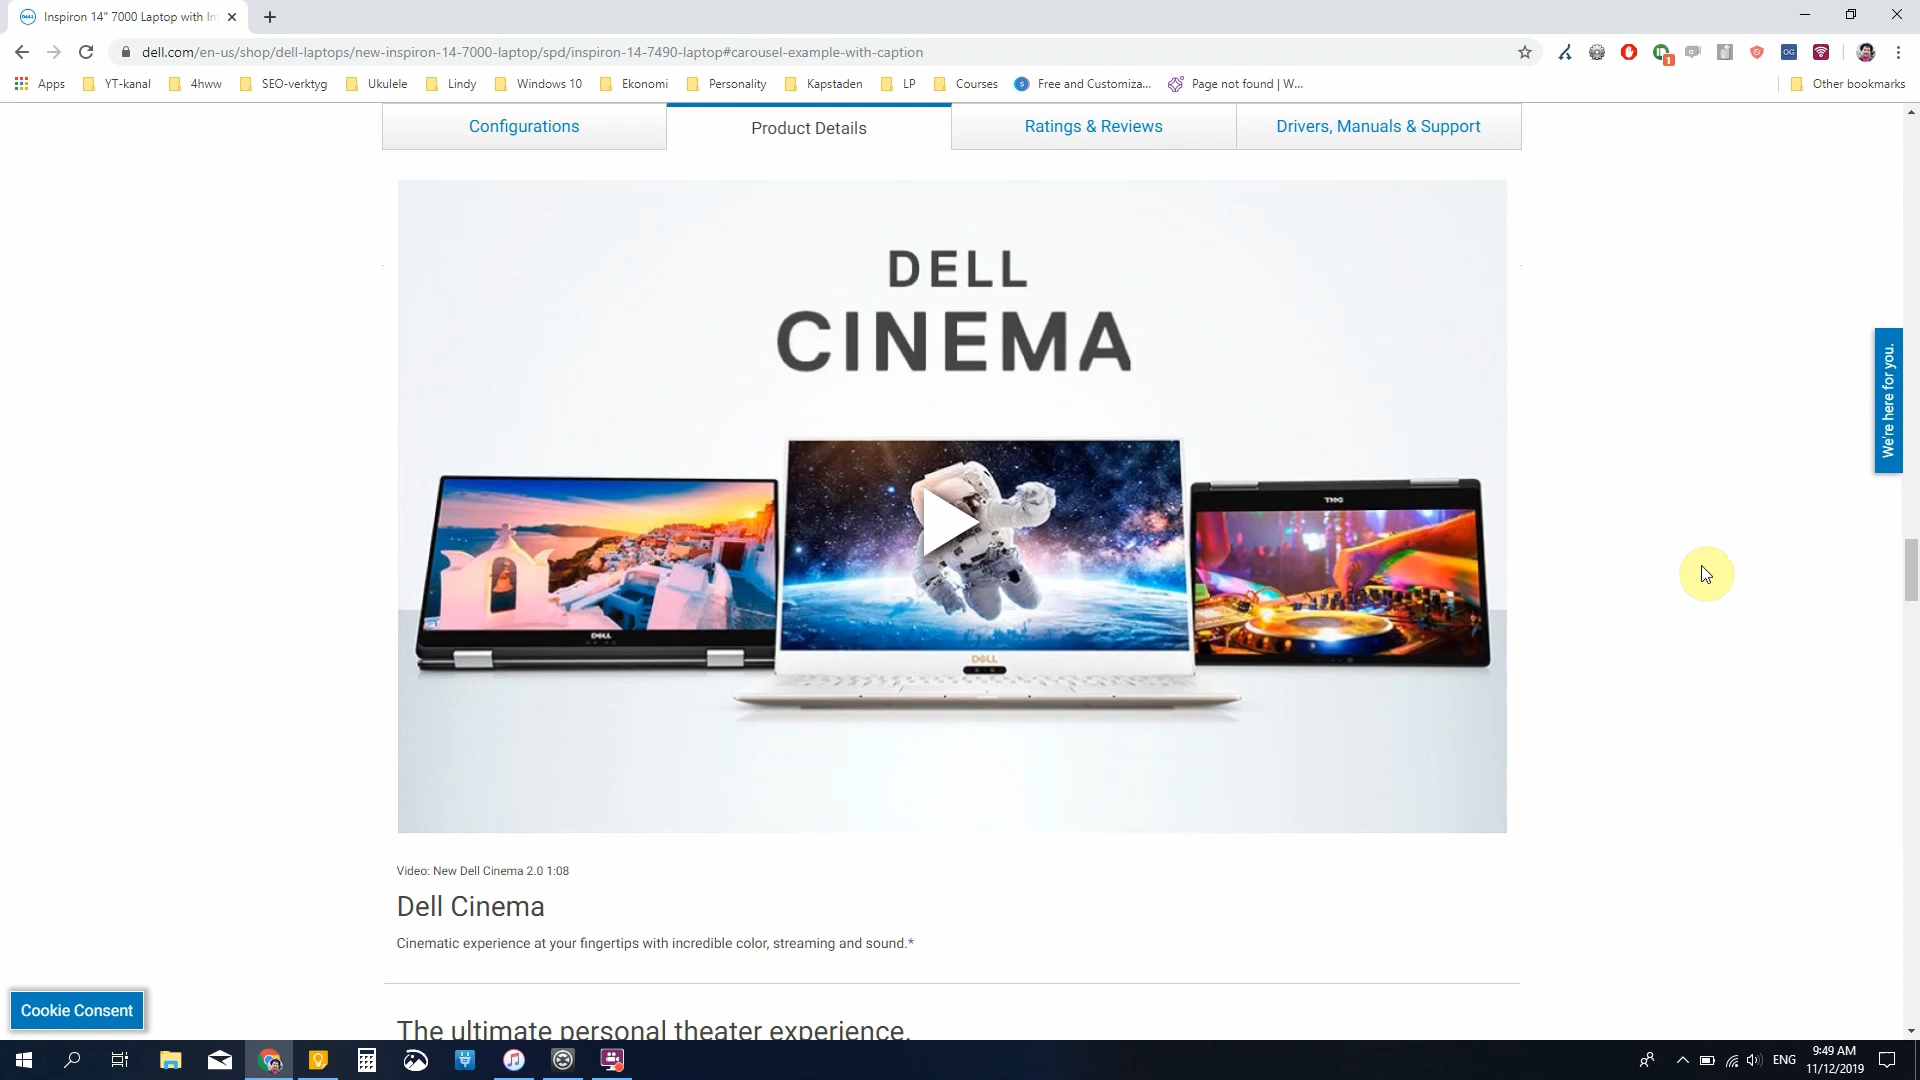 Inspiron 14" 7000 Laptop with Int
dell.com/en-us/shop/dell-laptops/new-inspiron-14-7000-laptop/spd/inspiron-14-7490-laptop#carousel-example-with-caption
1
OG
Apps YT-kanal 4hww SEO-verktyg Ukulele Lindy Windows 10 Ekonomi Personality Kapstaden LP Courses Free and Customiza... Page not found | W... Other bookmarks
Configurations Product Details Ratings & Reviews Drivers, Manuals & Support
DELL
CINEMA
We're here for you.
DELL
DELL
DELL
Video: New Dell Cinema 2.0 1:08
Dell Cinema
Cinematic experience at your fingertips with incredible color, streaming and sound.*
Cookie Consent
The ultimate personal theater experience.
ENG
9:49 AM
11/12/2019